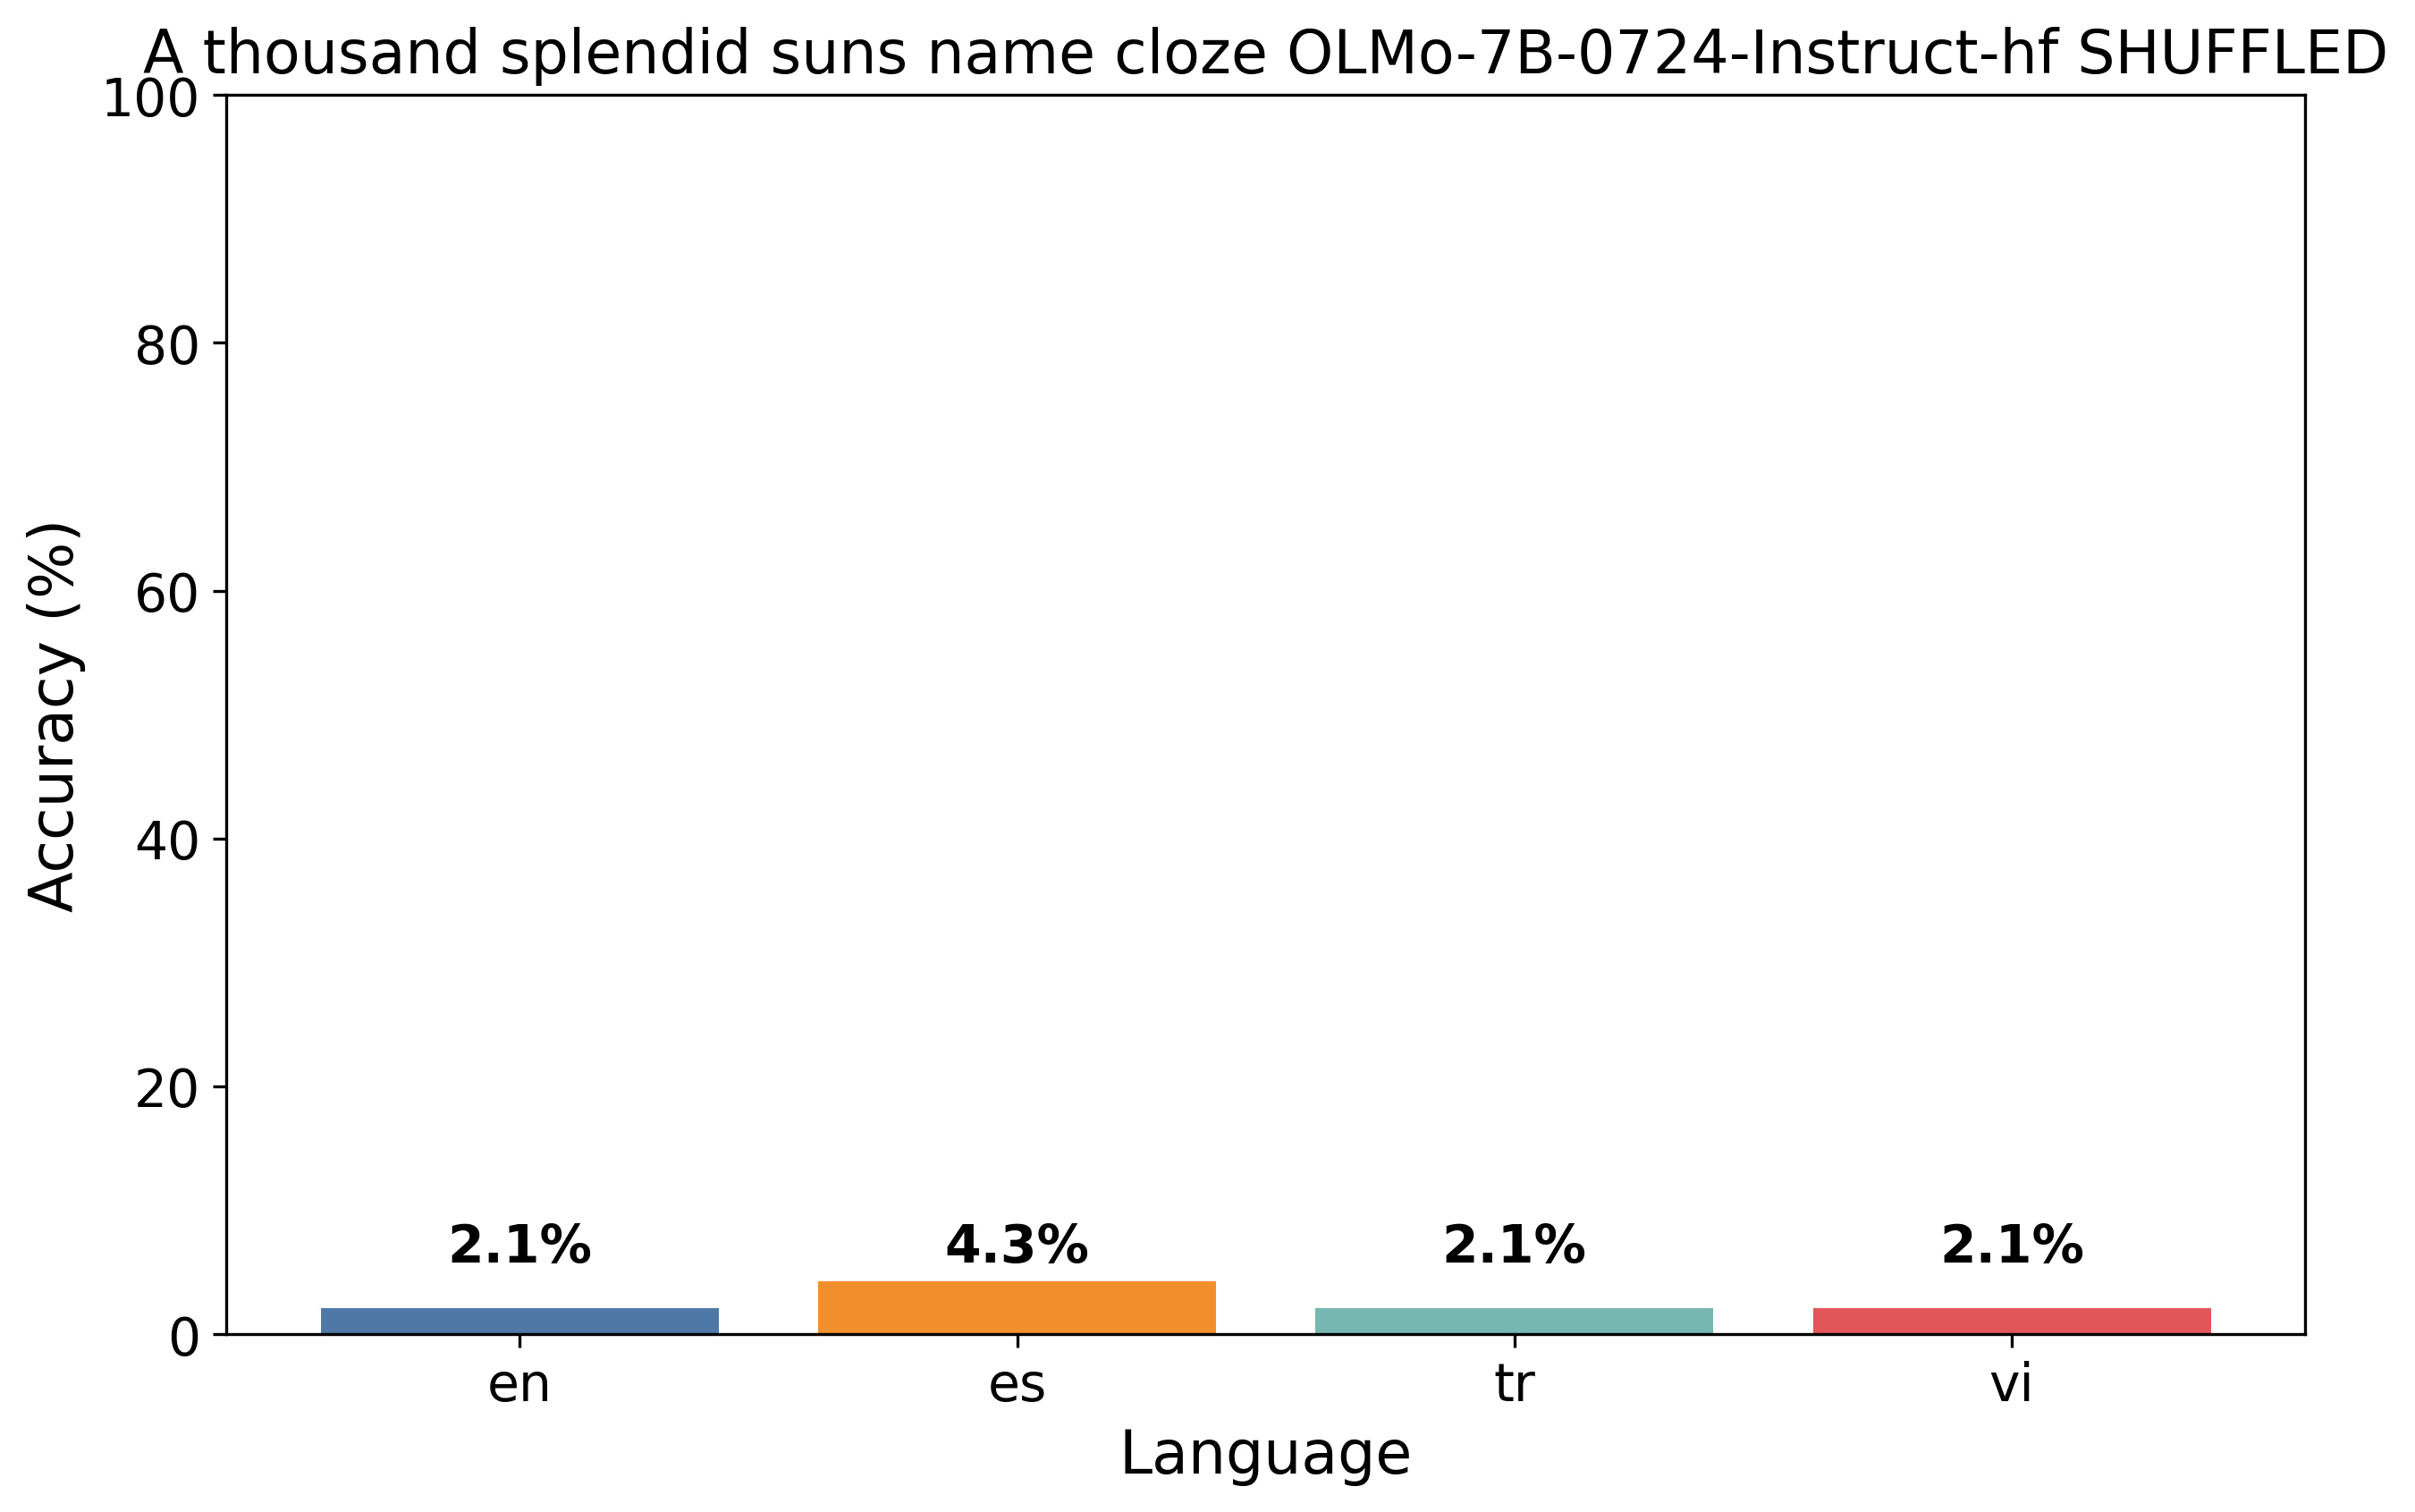 A thousand splendid suns name cloze OLMo-7B-0724-Instruct-hf SHUFFLED
100
80
60
40
20
0
Accuracy (%)
2.1%
4.3%
2.1%
2.1%
en
es
tr
vi
Language